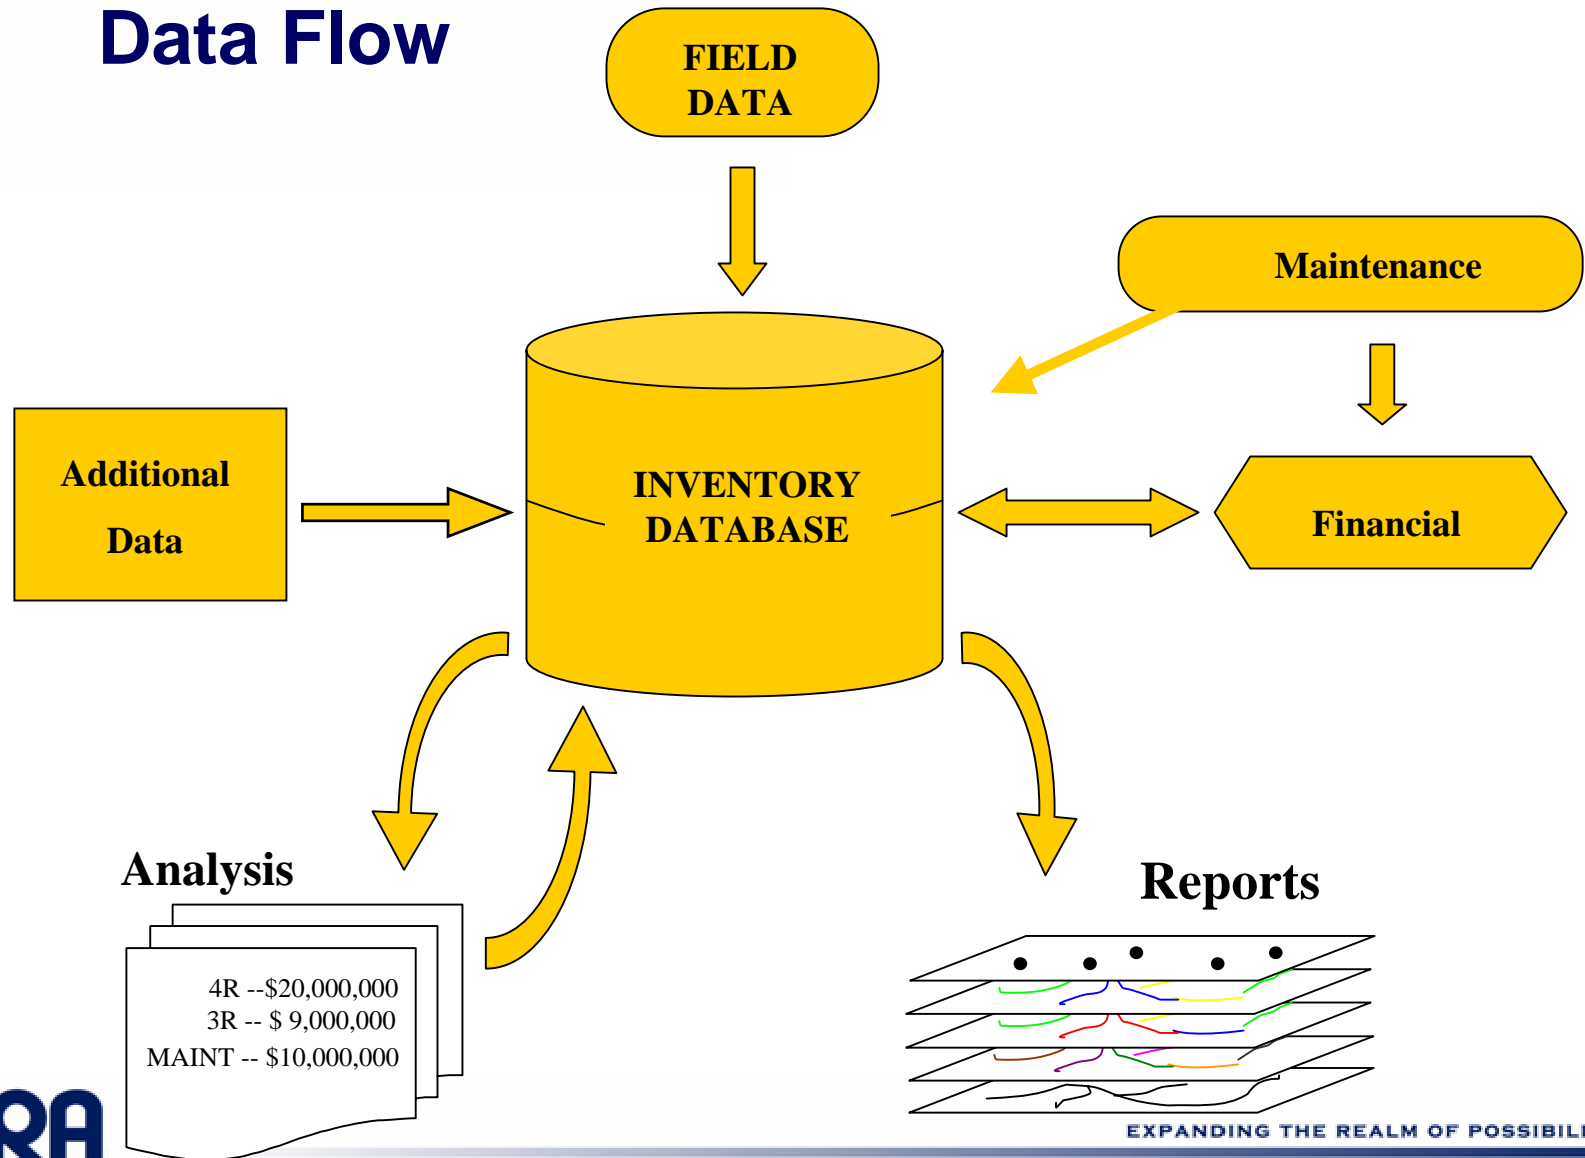 Data Flow
FIELD
DATA
Maintenance
Additional
Data
INVENTORY
DATABASE
Financial
Analysis
Reports
4R --$20,000,000
3R -- $ 9,000,000
MAINT -- $10,000,000
RA
EXPANDING THE REALM OF POSSIBILI